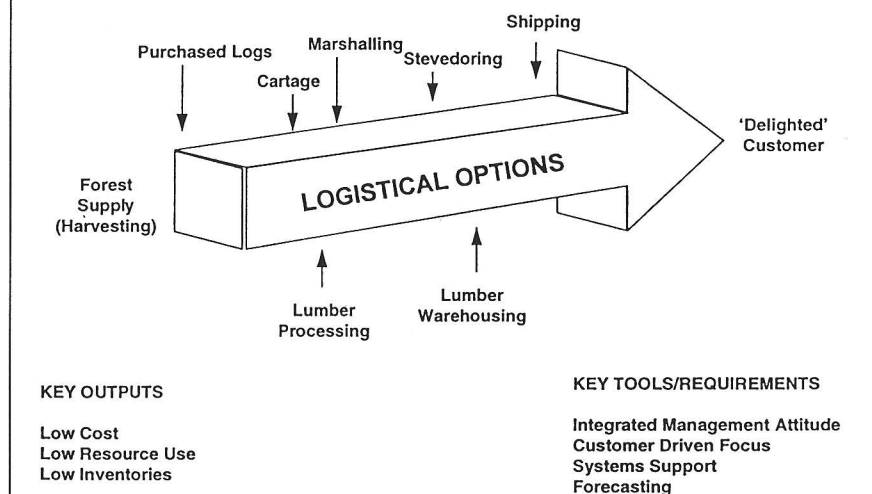 Shipping
Purchased Logs
Marshalling
Stevedoring
Cartage
'Delighted'
Customer
LOGISTICAL OPTIONS
Forest
Supply
(Harvesting)
Lumber
Processing
Lumber
Warehousing
KEY OUTPUTS
Low Cost
Low Resource Use
Low Inventories
KEY TOOLS/REQUIREMENTS
Integrated Management Attitude
Customer Driven Focus
Systems Support
Forecasting